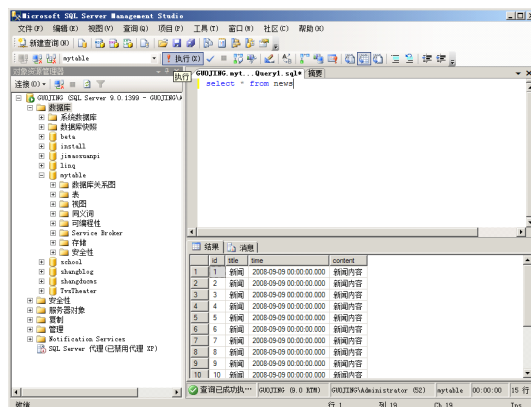 Microsoft SQL Server Management Studio
文件(F) 编辑(E) 视图(V) 查询(Q) 项目(P) 工具(T) 窗口(W) 社区(C) 帮助(H)
新建查询(N)
mytable 执行(X)
对象资源管理器 执行 GUOJING.myt...Query1.sql* 摘要
连接(O)
select * from news
GUOJING (SQL Server 9.0.1399 - GUOJING\A
数据库
系统数据库
数据库快照
beta
install
jimaoxuanpi
linq
mytable
数据库关系图
表
视图
同义词
可编程性
Service Broker
存储
安全性
school
shangblog
shangducms
TvsTheater
安全性
服务器对象
复制
管理
Notification Services
SQL Server 代理(已禁用代理 XP)
结果 消息
id title time content
1 1 新闻 2008-09-09 00:00:00.000 新闻内容
2 2 新闻 2008-09-09 00:00:00.000 新闻内容
3 3 新闻 2008-09-09 00:00:00.000 新闻内容
4 4 新闻 2008-09-09 00:00:00.000 新闻内容
5 5 新闻 2008-09-09 00:00:00.000 新闻内容
6 6 新闻 2008-09-09 00:00:00.000 新闻内容
7 7 新闻 2008-09-09 00:00:00.000 新闻内容
8 8 新闻 2008-09-09 00:00:00.000 新闻内容
9 9 新闻 2008-09-09 00:00:00.000 新闻内容
10 10 新闻 2008-09-09 00:00:00.000 新闻内容
查询已成功执... GUOJING (9.0 RTM) GUOJING\Administrator (52) mytable 00:00:00 15 行
就绪 行 1 列 19 Ch 19 Ins